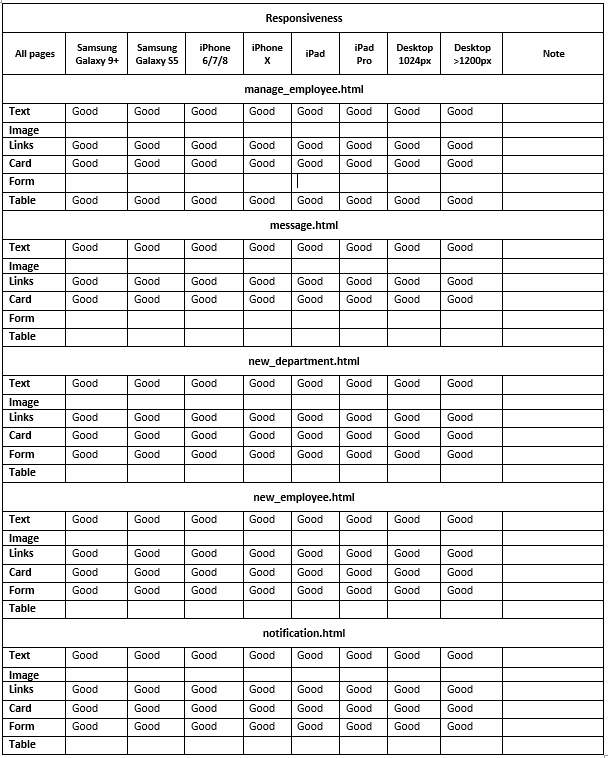 Responsiveness
All pages Samsung Galaxy 9+ Samsung Galaxy S5 iPhone 6/7/8 iPhone X iPad iPad Pro Desktop 1024px Desktop >1200px Note
manage_employee.html
Text Good Good Good Good Good Good Good Good
Image
Links Good Good Good Good Good Good Good Good
Card Good Good Good Good Good Good Good Good
Form
Table Good Good Good Good Good Good Good Good
message.html
Text Good Good Good Good Good Good Good Good
Image
Links Good Good Good Good Good Good Good Good
Card Good Good Good Good Good Good Good Good
Form
Table
new_department.html
Text Good Good Good Good Good Good Good Good
Image
Links Good Good Good Good Good Good Good Good
Card Good Good Good Good Good Good Good Good
Form Good Good Good Good Good Good Good Good
Table
new_employee.html
Text Good Good Good Good Good Good Good Good
Image
Links Good Good Good Good Good Good Good Good
Card Good Good Good Good Good Good Good Good
Form Good Good Good Good Good Good Good Good
Table
notification.html
Text Good Good Good Good Good Good Good Good
Image
Links Good Good Good Good Good Good Good Good
Card Good Good Good Good Good Good Good Good
Form Good Good Good Good Good Good Good Good
Table